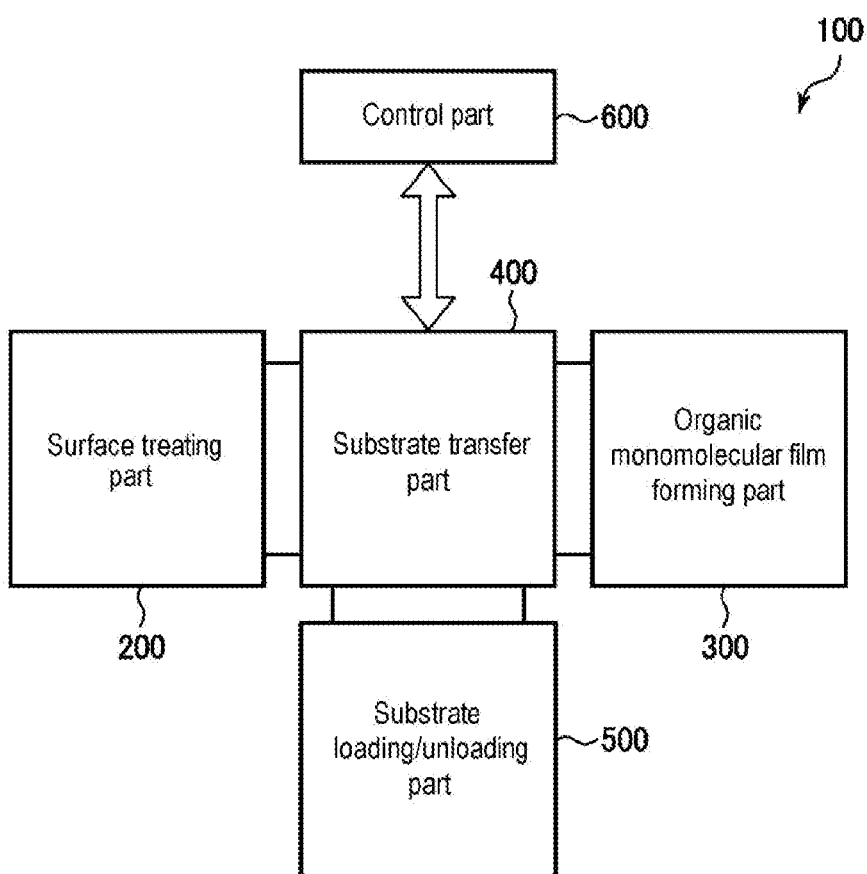 100
Control part
600
400
Surface treating
part
Substrate transfer
part
Organic
monomolecular film
forming part
200
300
Substrate
loading/unloading
part
500